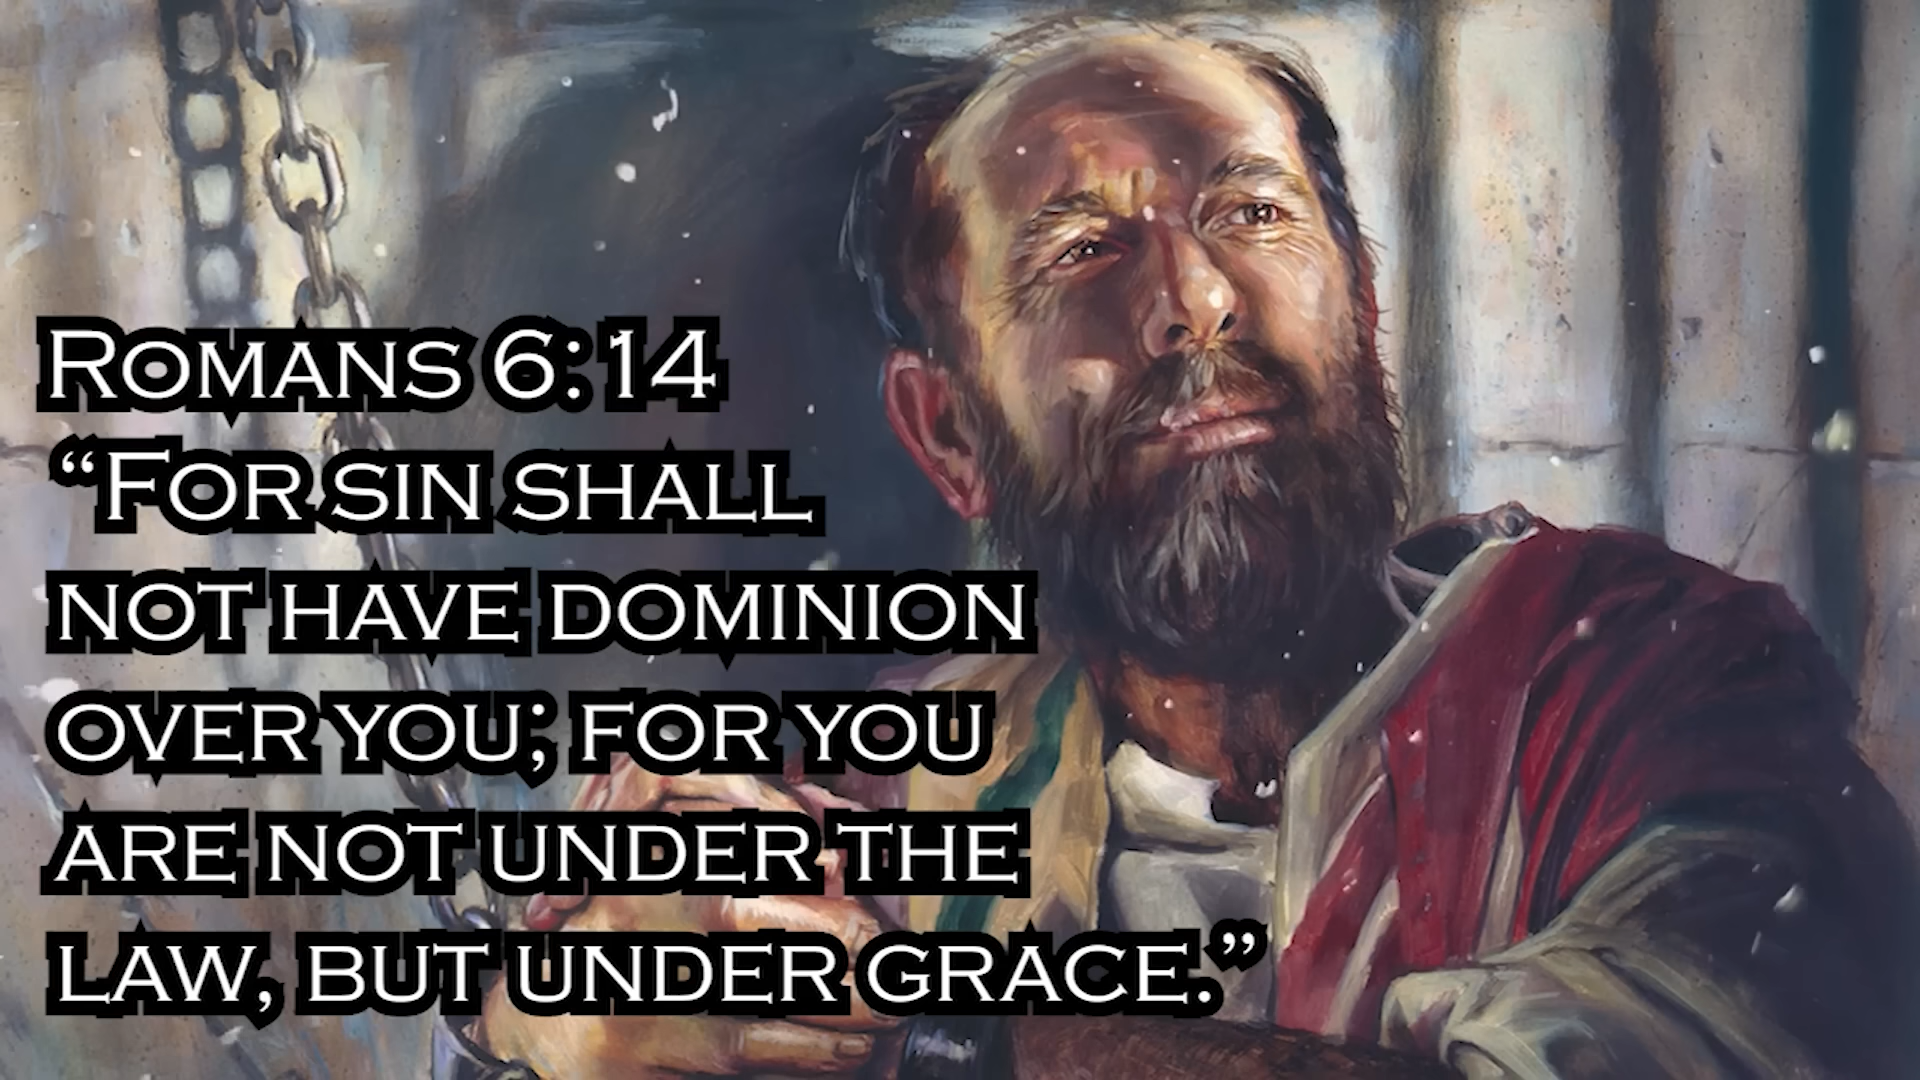 Romans 6:14
“For sin shall
not have dominion
over you; for you
are not under the
law, but under grace.”